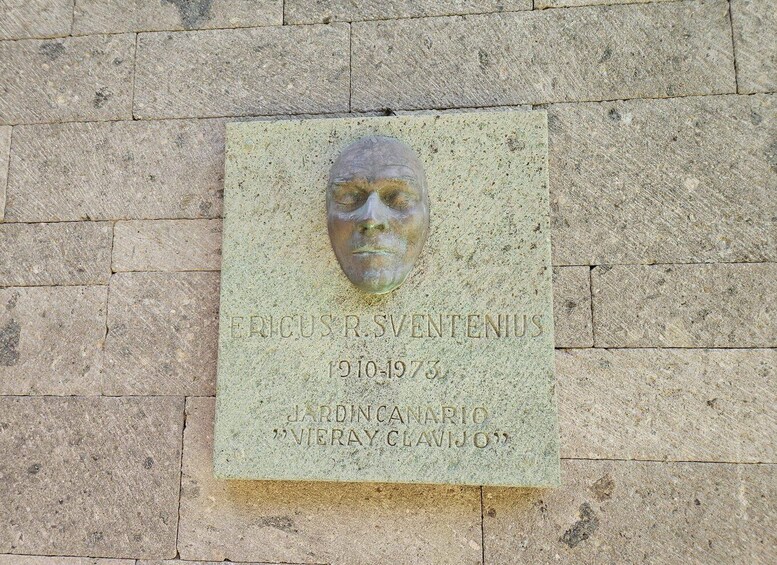 ERICUS R. SVENTENIUS
1910-1973
JARDIN CANARIO
"VIERA Y CLAVIJO"